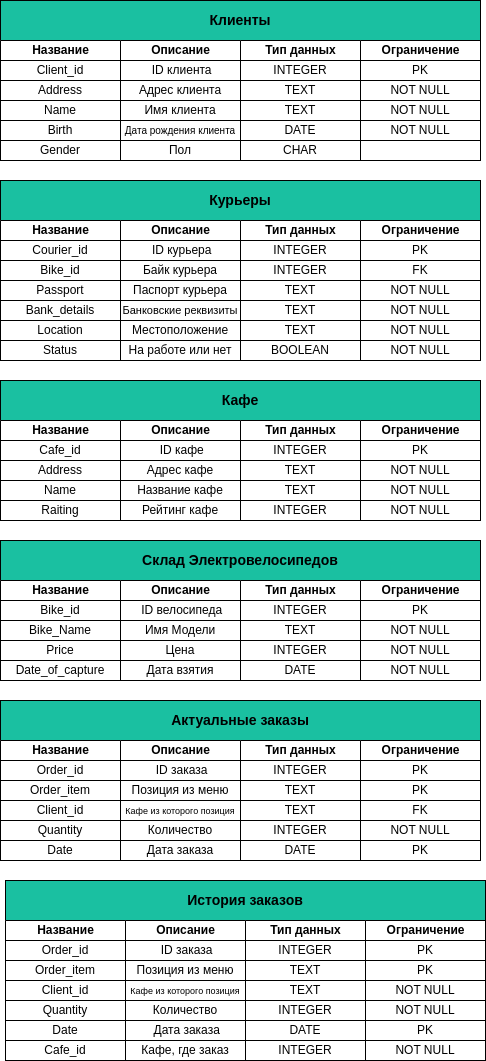 Клиенты
Название Описание Тип данных Ограничение
Client_id ID клиента INTEGER PK
Address Адрес клиента TEXT NOT NULL
Name Имя клиента TEXT NOT NULL
Birth Дата рождения клиента DATE NOT NULL
Gender Пол CHAR
Курьеры
Название Описание Тип данных Ограничение
Courier_id ID курьера INTEGER PK
Bike_id Байк курьера INTEGER FK
Passport Паспорт курьера TEXT NOT NULL
Bank_details Банковские реквизиты TEXT NOT NULL
Location Местоположение TEXT NOT NULL
Status На работе или нет BOOLEAN NOT NULL
Кафе
Название Описание Тип данных Ограничение
Cafe_id ID кафе INTEGER PK
Address Адрес кафе TEXT NOT NULL
Name Название кафе TEXT NOT NULL
Raiting Рейтинг кафе INTEGER NOT NULL
Склад Электровелосипедов
Название Описание Тип данных Ограничение
Bike_id ID велосипеда INTEGER PK
Bike_Name Имя Модели TEXT NOT NULL
Price Цена INTEGER NOT NULL
Date_of_capture Дата взятия DATE NOT NULL
Актуальные заказы
Название Описание Тип данных Ограничение
Order_id ID заказа INTEGER PK
Order_item Позиция из меню TEXT PK
Client_id Кафе из которого позиция TEXT FK
Quantity Количество INTEGER NOT NULL
Date Дата заказа DATE PK
История заказов
Название Описание Тип данных Ограничение
Order_id ID заказа INTEGER PK
Order_item Позиция из меню TEXT PK
Client_id Кафе из которого позиция TEXT NOT NULL
Quantity Количество INTEGER NOT NULL
Date Дата заказа DATE PK
Cafe_id Кафе, где заказ INTEGER NOT NULL